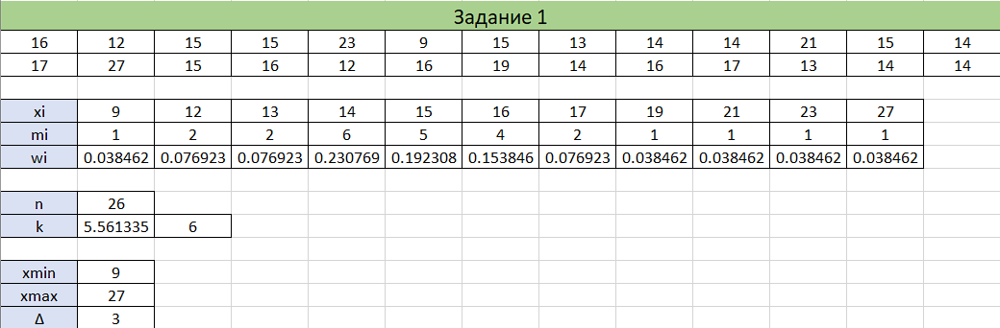 Задание 1
16 12 15 15 23 9 15 13 14 14 21 15 14
17 27 15 16 12 16 19 14 16 17 13 14 14
xi 9 12 13 14 15 16 17 19 21 23 27
mi 1 2 2 6 5 4 2 1 1 1 1
wi 0.038462 0.076923 0.076923 0.230769 0.192308 0.153846 0.076923 0.038462 0.038462 0.038462 0.038462
n 26
k 5.561335 6
xmin 9
xmax 27
Δ 3